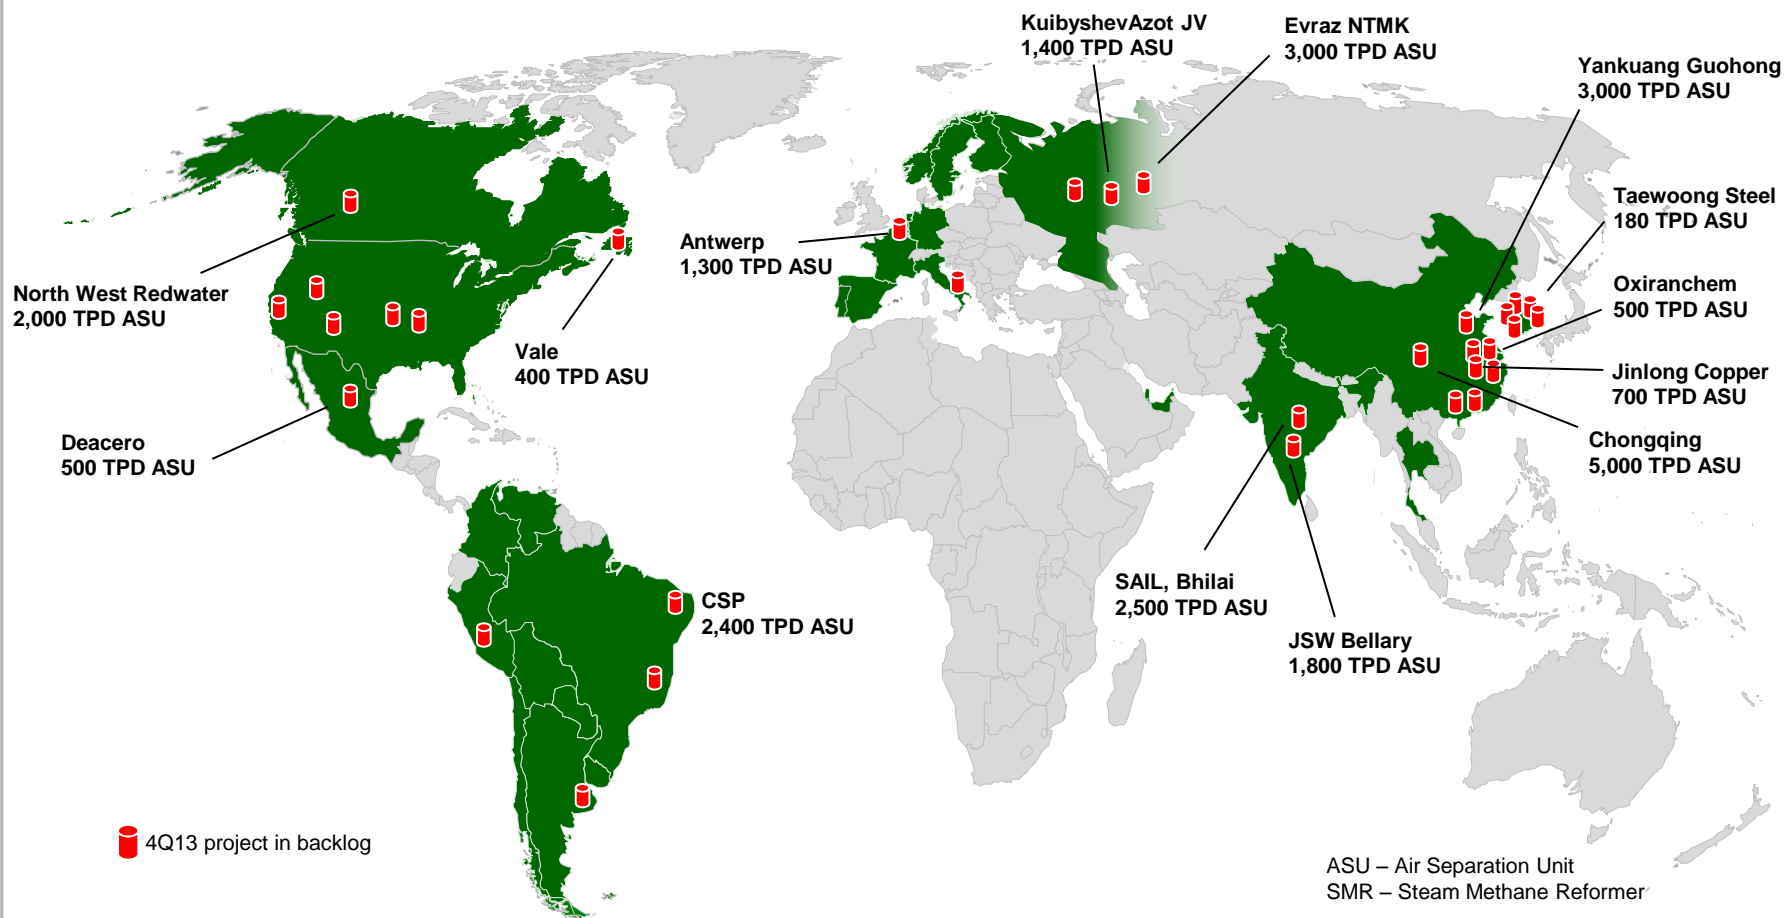 KuibyshevAzot JV
1,400 TPD ASU
Evraz NTMK
3,000 TPD ASU
Yankuang Guohong
3,000 TPD ASU
Taewoong Steel
180 TPD ASU
Antwerp
1,300 TPD ASU
North West Redwater
2,000 TPD ASU
Oxiranchem
500 TPD ASU
Vale
400 TPD ASU
Jinlong Copper
700 TPD ASU
Deacero
500 TPD ASU
Chongqing
5,000 TPD ASU
SAIL, Bhilai
2,500 TPD ASU
CSP
2,400 TPD ASU
JSW Bellary
1,800 TPD ASU
4Q13 project in backlog
ASU – Air Separation Unit
SMR – Steam Methane Reformer